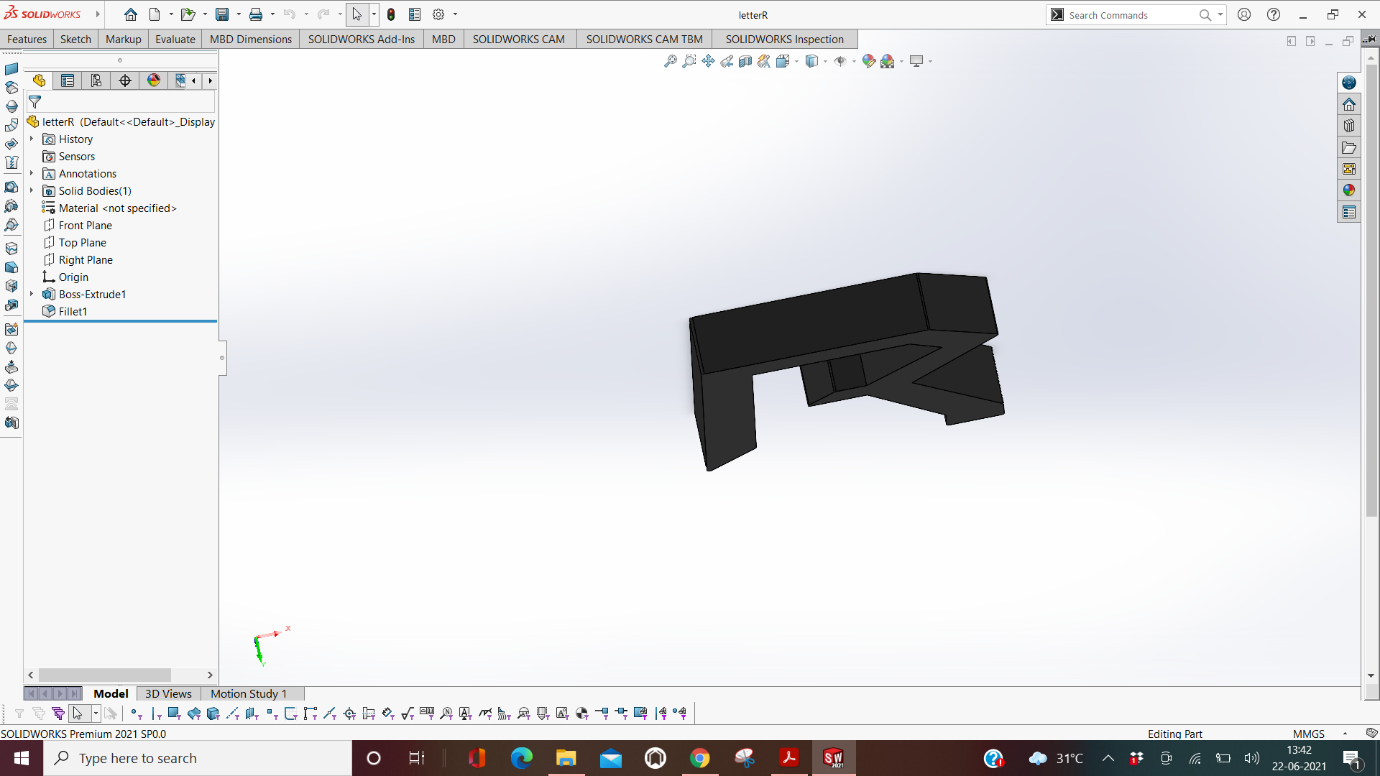 SOLIDWORKS
letterR
Search Commands
Features Sketch Markup Evaluate MBD Dimensions SOLIDWORKS Add-Ins MBD SOLIDWORKS CAM SOLIDWORKS CAM TBM SOLIDWORKS Inspection
letterR (Default<<Default>_Display
History
Sensors
Annotations
Solid Bodies(1)
Material <not specified>
Front Plane
Top Plane
Right Plane
Origin
Boss-Extrude1
Fillet1
X
Y
Model 3D Views Motion Study 1
SOLIDWORKS Premium 2021 SP0.0
Editing Part
MMGS
Type here to search
31°C
13:42
22-06-2021
1